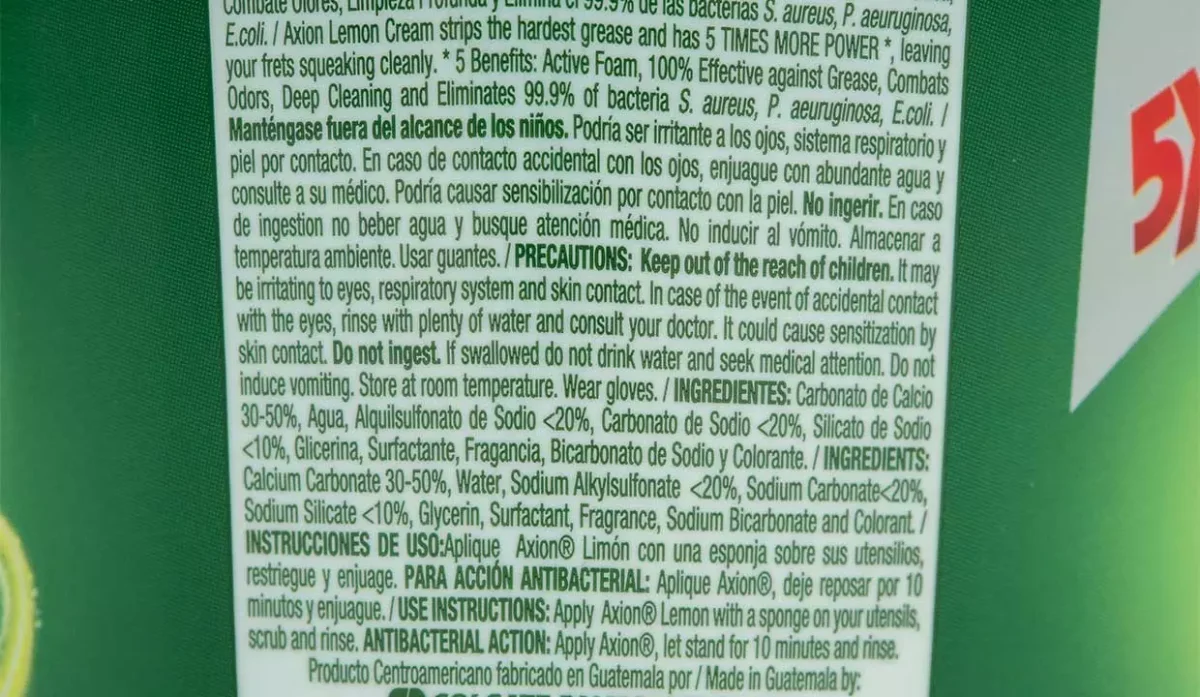 Combate Olores, Limpieza Profunda y Elimina el 99.9% de las bacterias S. aureus, P. aeuruginosa,
E.coli. / Axion Lemon Cream strips the hardest grease and has 5 TIMES MORE POWER *, leaving
your frets squeaking cleanly. * 5 Benefits: Active Foam, 100% Effective against Grease, Combats
Odors, Deep Cleaning and Eliminates 99.9% of bacteria S. aureus, P. aeuruginosa, E.coli. /
Manténgase fuera del alcance de los niños. Podría ser irritante a los ojos, sistema respiratorio y
piel por contacto. En caso de contacto accidental con los ojos, enjuague con abundante agua y
consulte a su médico. Podría causar sensibilización por contacto con la piel. No ingerir. En caso
de ingestion no beber agua y busque atención médica. No inducir al vómito. Almacenar a
temperatura ambiente. Usar guantes. / PRECAUTIONS: Keep out of the reach of children. It may
be irritating to eyes, respiratory system and skin contact. In case of the event of accidental contact
with the eyes, rinse with plenty of water and consult your doctor. It could cause sensitization by
skin contact. Do not ingest. If swallowed do not drink water and seek medical attention. Do not
induce vomiting. Store at room temperature. Wear gloves. / INGREDIENTES: Carbonato de Calcio
30-50%, Agua, Alquilsulfonato de Sodio <20%, Carbonato de Sodio <20%, Silicato de Sodio
<10%, Glicerina, Surfactante, Fragancia, Bicarbonato de Sodio y Colorante. / INGREDIENTS:
Calcium Carbonate 30-50%, Water, Sodium Alkylsulfonate <20%, Sodium Carbonate<20%,
Sodium Silicate <10%, Glycerin, Surfactant, Fragrance, Sodium Bicarbonate and Colorant. /
INSTRUCCIONES DE USO:Aplique Axion® Limón con una esponja sobre sus utensilios,
restriegue y enjuage. PARA ACCIÓN ANTIBACTERIAL: Aplique Axion®, deje reposar por 10
minutos y enjuague. / USE INSTRUCTIONS: Apply Axion® Lemon with a sponge on your utensils,
scrub and rinse. ANTIBACTERIAL ACTION: Apply Axion®, let stand for 10 minutes and rinse.
Producto Centroamericano fabricado en Guatemala por / Made in Guatemala by:
5X